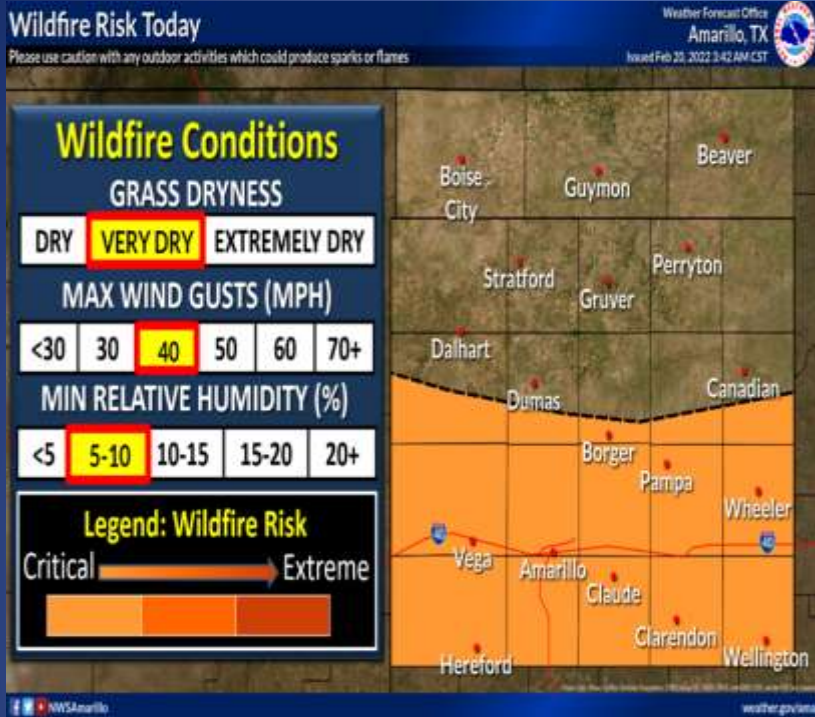 Wildfire Risk Today
Please use caution with any outdoor activities which could produce sparks or flames
Weather Forecast Office
Amarillo, TX
Issued Feb 20, 2022 3:42 AM CST
Wildfire Conditions
GRASS DRYNESS
DRY VERY DRY EXTREMELY DRY
MAX WIND GUSTS (MPH)
<30 30 40 50 60 70+
MIN RELATIVE HUMIDITY (%)
<5 5-10 10-15 15-20 20+
Legend: Wildfire Risk
Critical Extreme
Boise
City
Guymon
Beaver
Stratford
Gruver
Perryton
Dalhart
Dumas
Canadian
Borger
Pampa
Wheeler
Vega
Amarillo
40
Claude
Clarendon
Hereford
Wellington
NWSAmarillo
weather.gov/ama